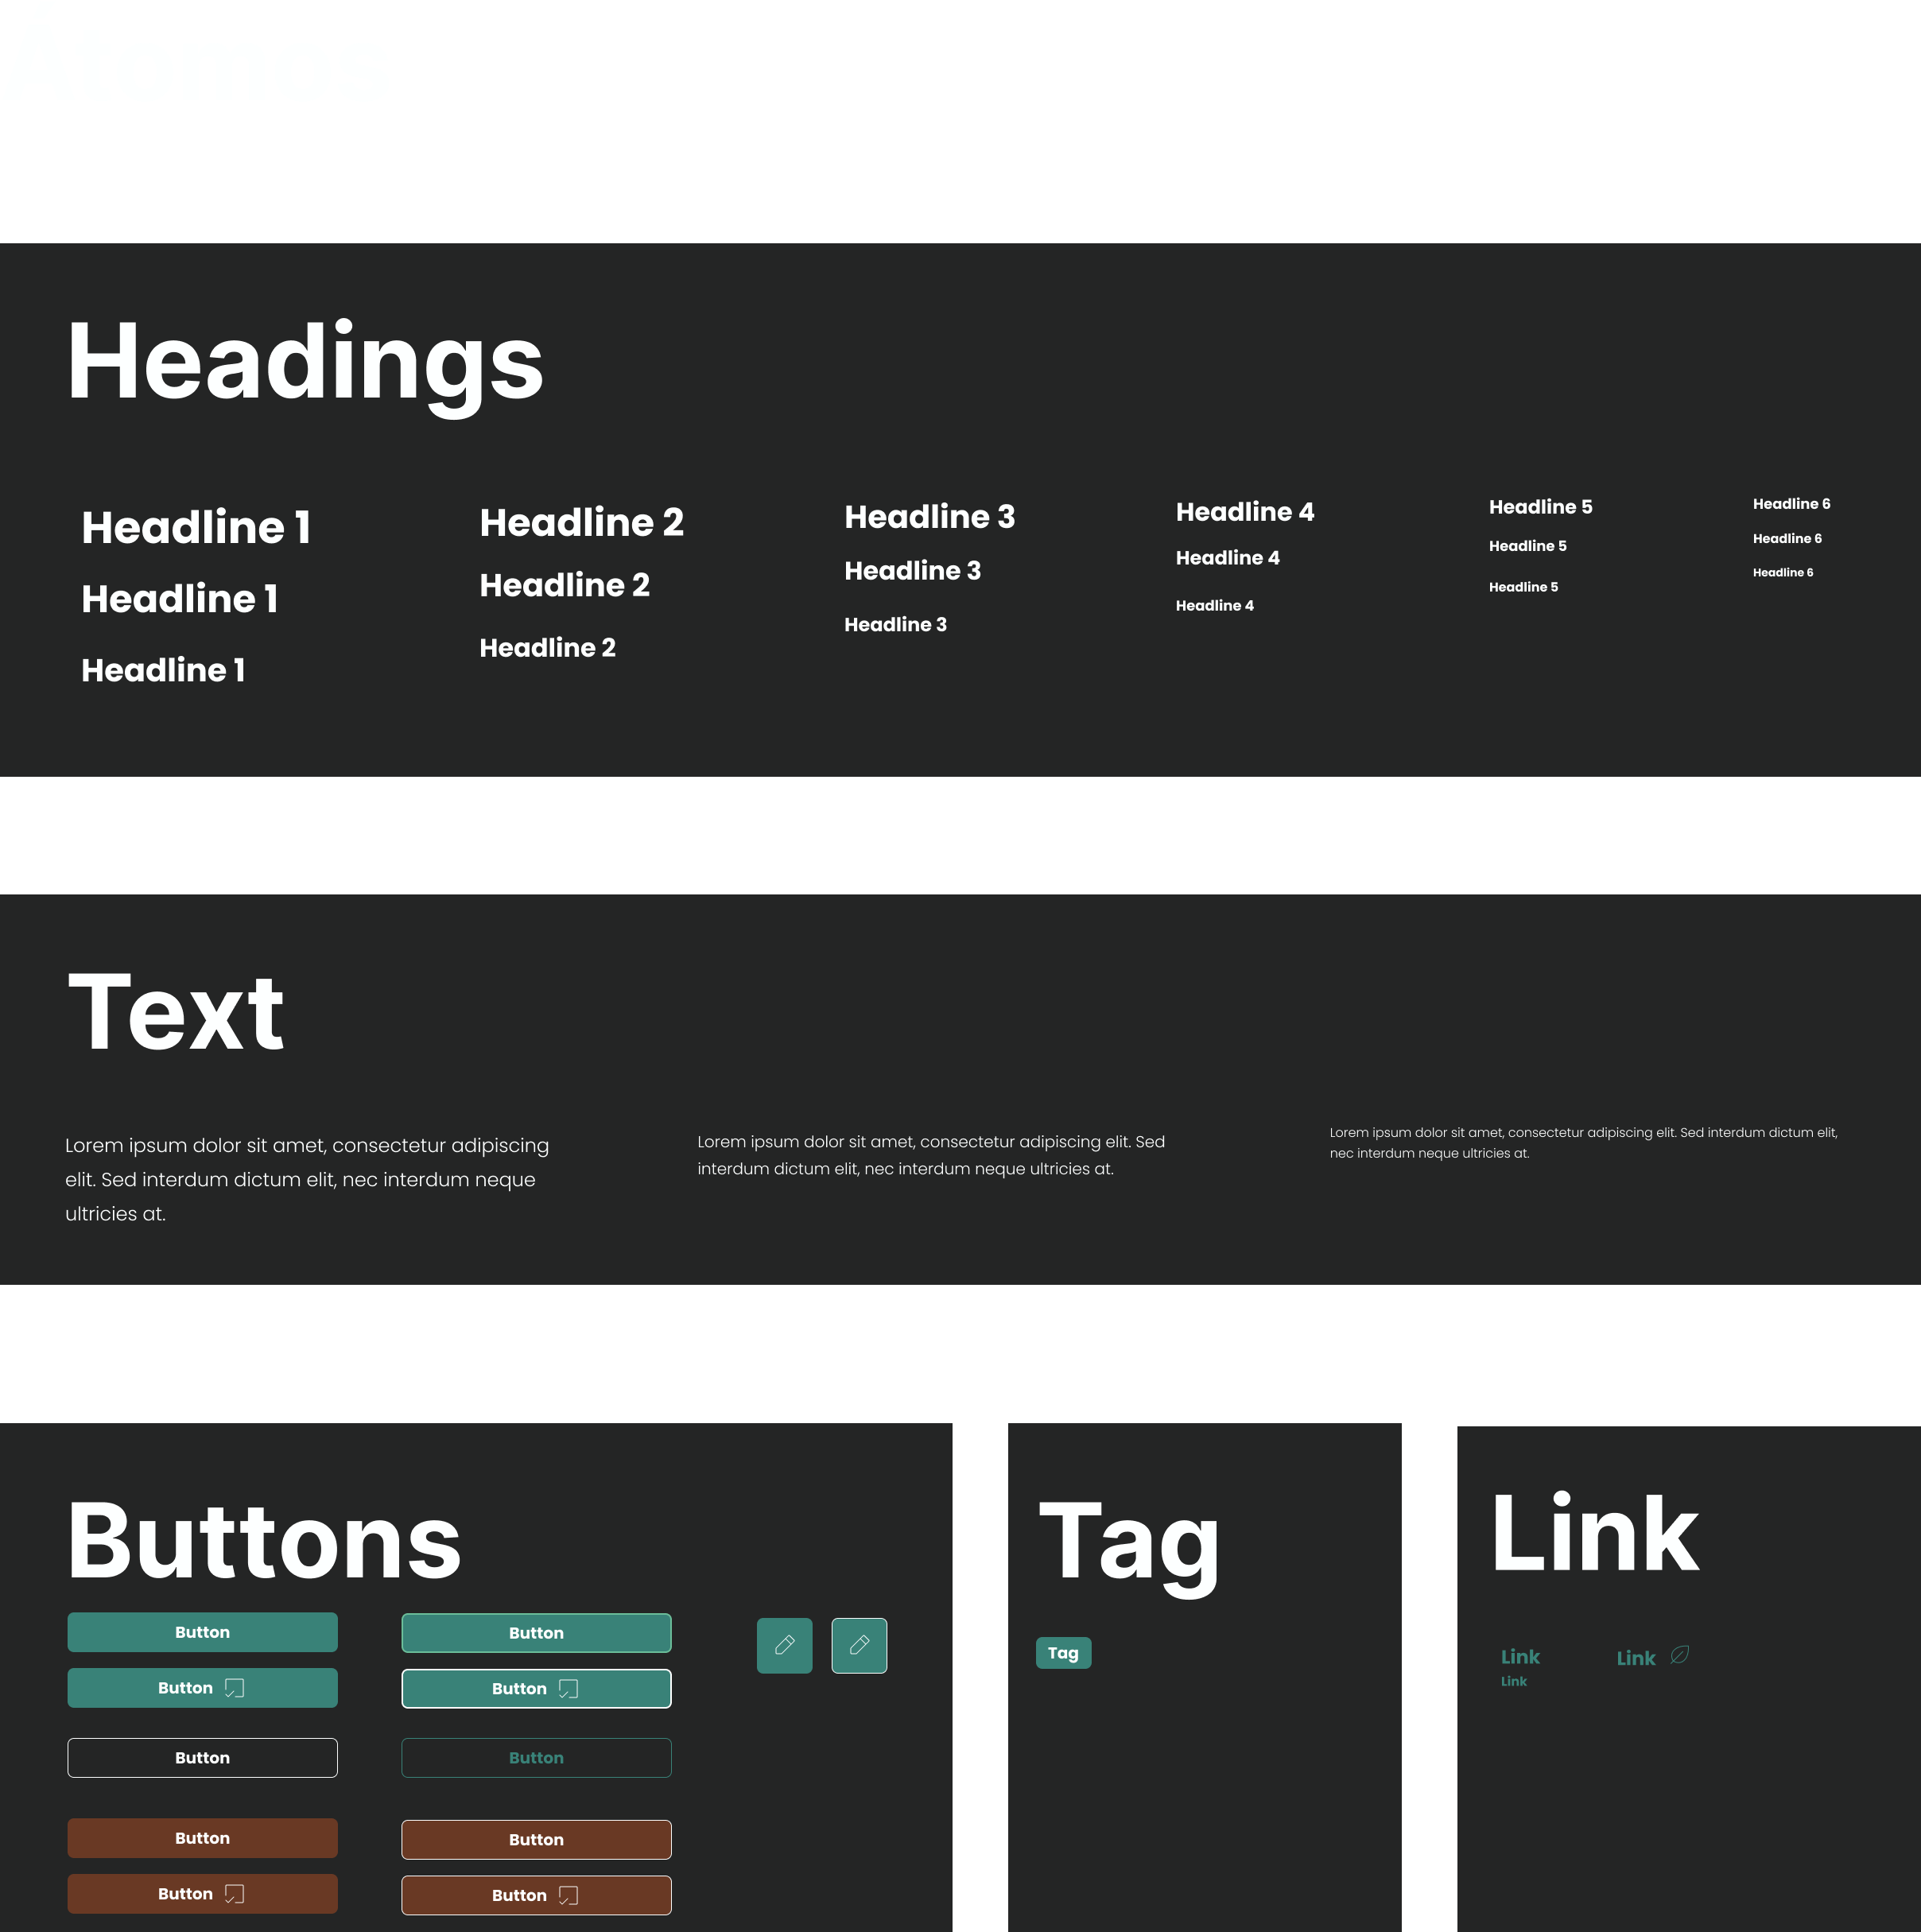 Átomos
Headings
Headline 1
Headline 1
Headline 1
Headline 2
Headline 2
Headline 2
Headline 3
Headline 3
Headline 3
Headline 4
Headline 4
Headline 4
Headline 5
Headline 5
Headline 5
Headline 6
Headline 6
Headline 6
Text
Lorem ipsum dolor sit amet, consectetur adipiscing
elit. Sed interdum dictum elit, nec interdum neque
ultricies at.
Lorem ipsum dolor sit amet, consectetur adipiscing elit. Sed
interdum dictum elit, nec interdum neque ultricies at.
Lorem ipsum dolor sit amet, consectetur adipiscing elit. Sed interdum dictum elit,
nec interdum neque ultricies at.
Buttons
Button
Button
Button
Button
Button
Button
Button
Button
Button
Button
Tag
Tag
Link
Link
Link
Link